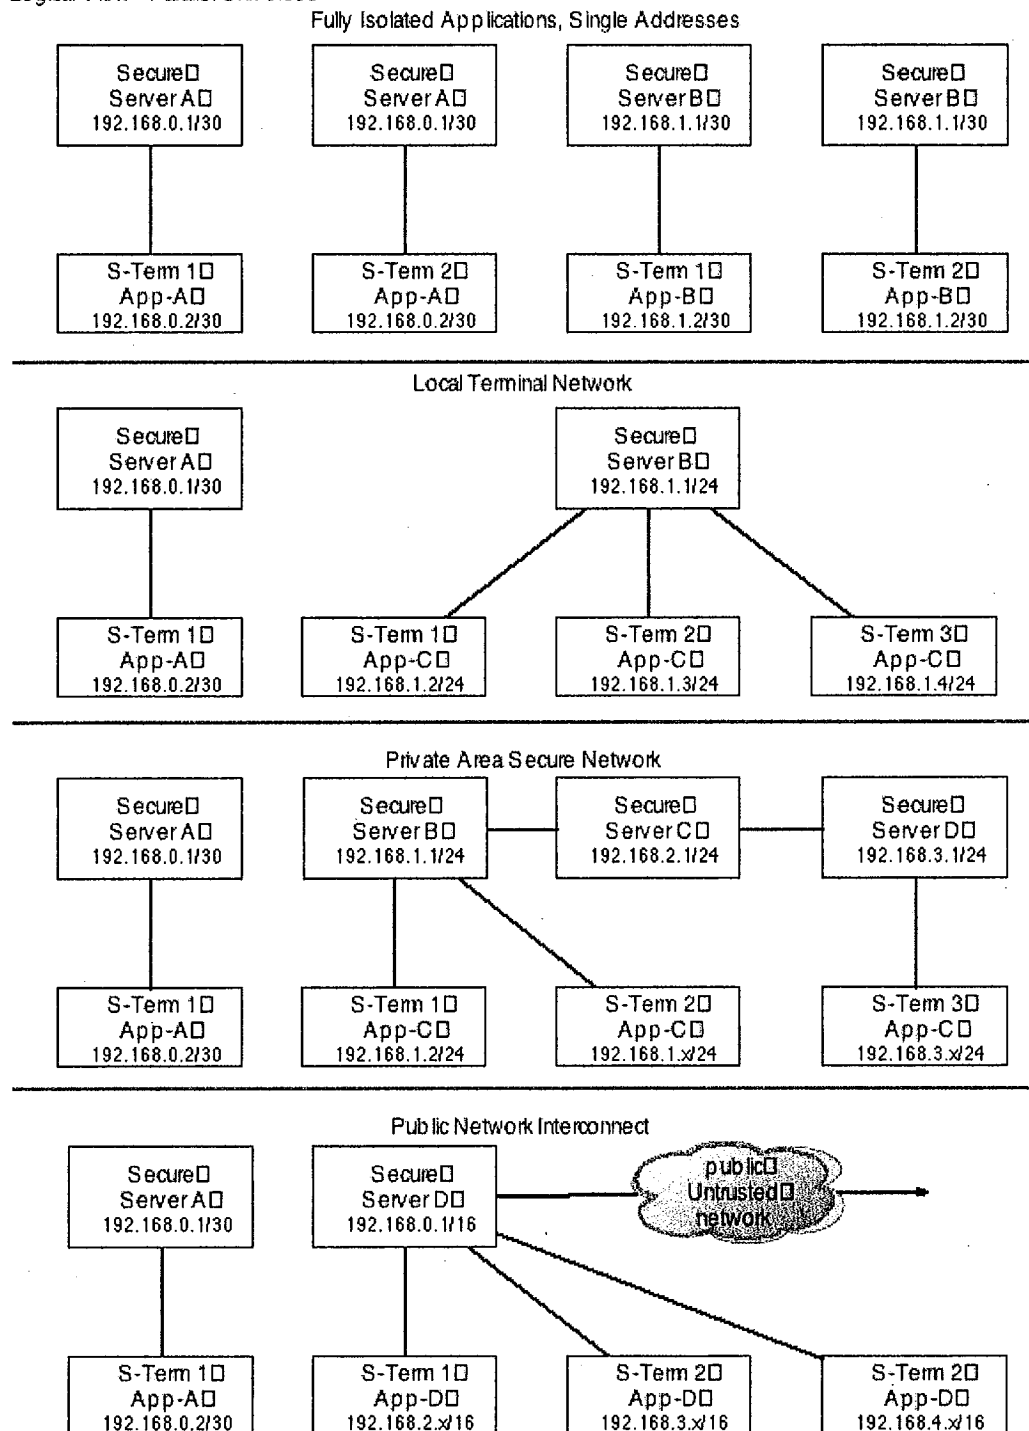 Fully Isolated Applications, Single Addresses
Secure□ Secure□ Secure□ Secure□
Server A□ Server A□ Server B□ Server B□
192.168.0.1/30 192.168.0.1/30 192.168.1.1/30 192.168.1.1/30
S-Term 1□ S-Term 2□ S-Term 1□ S-Term 2□
App-A□ App-A□ App-B□ App-B□
192.168.0.2/30 192.168.0.2/30 192.168.1.2/30 192.168.1.2/30
Local Terminal Network
Secure□ Secure□
Server A□ Server B□
192.168.0.1/30 192.168.1.1/24
S-Term 1□ S-Term 1□ S-Term 2□ S-Term 3□
App-A□ App-C□ App-C□ App-C□
192.168.0.2/30 192.168.1.2/24 192.168.1.3/24 192.168.1.4/24
Private Area Secure Network
Secure□ Secure□ Secure□ Secure□
Server A□ Server B□ Server C□ Server D□
192.168.0.1/30 192.168.1.1/24 192.168.2.1/24 192.168.3.1/24
S-Term 1□ S-Term 1□ S-Term 2□ S-Term 3□
App-A□ App-C□ App-C□ App-C□
192.168.0.2/30 192.168.1.2/24 192.168.1.x/24 192.168.3.x/24
Public Network Interconnect
Secure□ Secure□ public□
Server A□ Server D□ Untrusted□
192.168.0.1/30 192.168.0.1/16 network
S-Term 1□ S-Term 1□ S-Term 2□ S-Term 2□
App-A□ App-D□ App-D□ App-D□
192.168.0.2/30 192.168.2.x/16 192.168.3.x/16 192.168.4.x/16